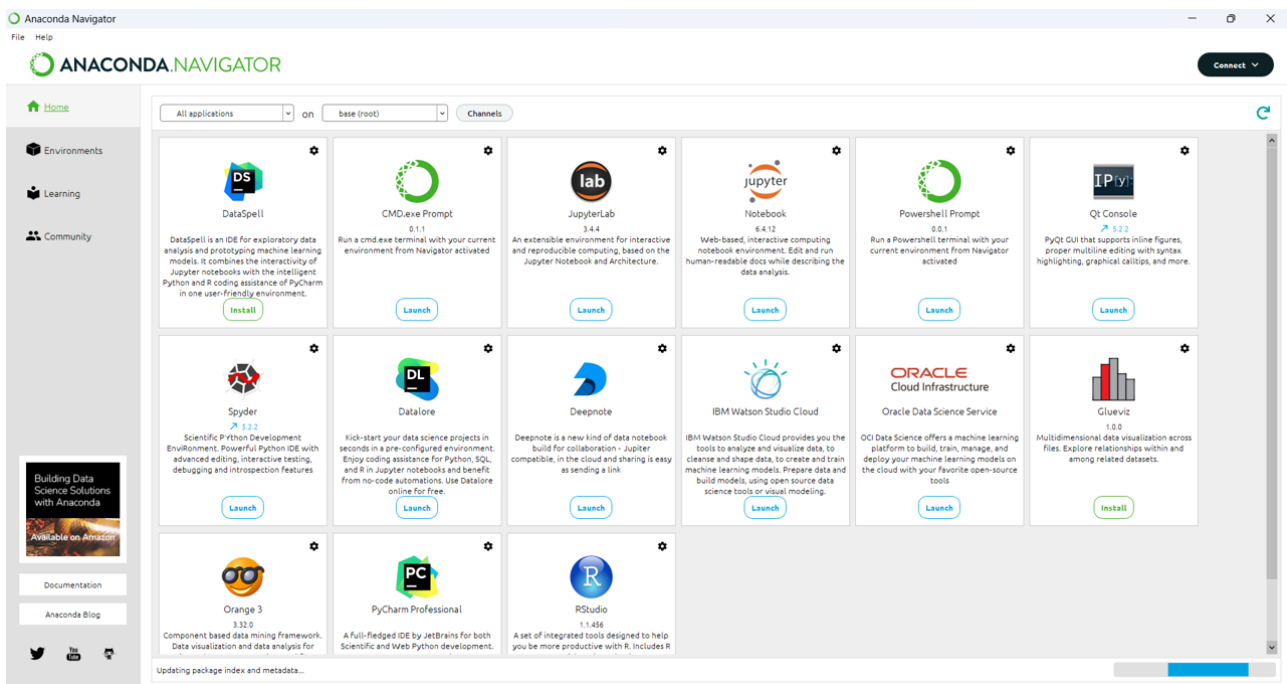 Anaconda Navigator
File Help
ANACONDA.NAVIGATOR
Connect
Home
Environments
Learning
Community
All applications on base (root) Channels
DS
DataSpell
DataSpell is an IDE for exploratory data
analysis and prototyping machine learning
models. It combines the interactivity of
Jupyter notebooks with the intelligent
Python and R coding assistance of PyCharm
in one user-friendly environment.
Install
CMD.exe Prompt
0.1.1
Run a cmd.exe terminal with your current
environment from Navigator activated
Launch
lab
JupyterLab
3.4.4
An extensible environment for interactive
and reproducible computing, based on the
Jupyter Notebook and Architecture.
Launch
jupyter
Notebook
6.4.12
Web-based, interactive computing
notebook environment. Edit and run
human-readable docs while describing the
data analysis.
Launch
Powershell Prompt
0.0.1
Run a Powershell terminal with your
current environment from Navigator
activated
Launch
IP[y]:
Qt Console
5.2.2
PyQt GUI that supports inline figures,
proper multiline editing with syntax
highlighting, graphical calltips, and more.
Launch
Spyder
5.2.2
Scientific PYthon Development
EnviRonment. Powerful Python IDE with
advanced editing, interactive testing,
debugging and introspection features
Launch
DL
Datalore
Kick-start your data science projects in
seconds in a pre-configured environment.
Enjoy coding assistance for Python, SQL,
and R in Jupyter notebooks and benefit
from no-code automations. Use Datalore
online for free.
Launch
Deepnote
Deepnote is a new kind of data notebook
build for collaboration - Jupiter
compatible, in the cloud and sharing is easy
as sending a link
Launch
IBM Watson Studio Cloud
IBM Watson Studio Cloud provides you the
tools to analyze and visualize data, to
cleanse and shape data, to create and train
machine learning models. Prepare data and
build models, using open source data
science tools or visual modeling.
Launch
ORACLE
Cloud Infrastructure
Oracle Data Science Service
OCI Data Science offers a machine learning
platform to build, train, manage, and
deploy your machine learning models on
the cloud with your favorite open-source
tools
Launch
Glueviz
1.0.0
Multidimensional data visualization across
files. Explore relationships within and
among related datasets.
Install
Orange 3
3.32.0
Component based data mining framework.
Data visualization and data analysis for
PC
PyCharm Professional
A full-fledged IDE by JetBrains for both
Scientific and Web Python development.
R
RStudio
1.1.456
A set of integrated tools designed to help
you be more productive with R. Includes R
Building Data
Science Solutions
with Anaconda
Available on Amazon
Documentation
Anaconda Blog
You
Tube
Updating package index and metadata...